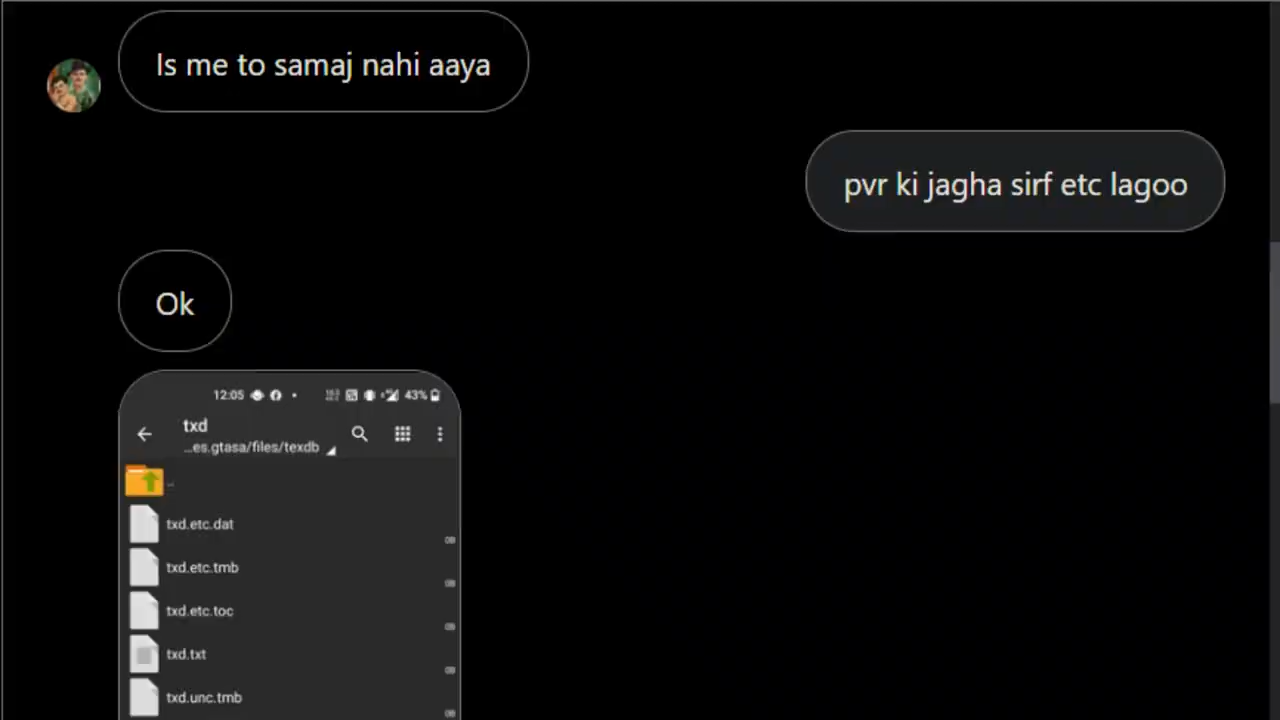 Is me to samaj nahi aaya
pvr ki jagha sirf etc lagoo
Ok
12:05
43%
txd
...es.gtasa/files/texdb
..
txd.etc.dat
txd.etc.tmb
txd.etc.toc
txd.txt
txd.unc.tmb